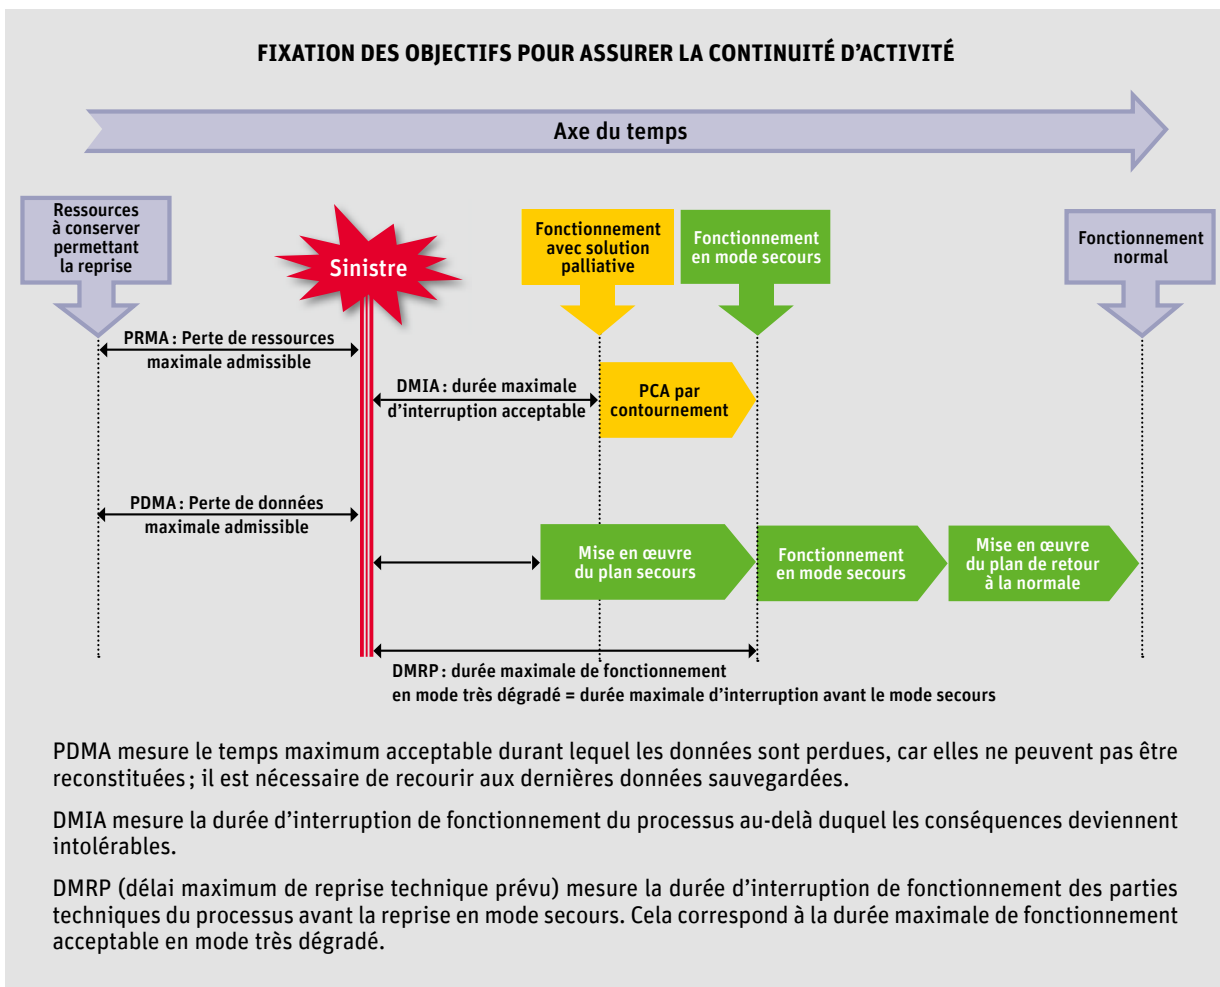 FIXATION DES OBJECTIFS POUR ASSURER LA CONTINUITÉ D’ACTIVITÉ
Axe du temps
Ressources
à conserver
permettant
la reprise
Sinistre
Fonctionnement
avec solution
palliative
Fonctionnement
en mode secours
Fonctionnement
normal
PRMA : Perte de ressources
maximale admissible
DMIA : durée maximale
d’interruption acceptable
PCA par
contournement
PDMA : Perte de données
maximale admissible
Mise en œuvre
du plan secours
Fonctionnement
en mode secours
Mise en œuvre
du plan de retour
à la normale
DMRP : durée maximale de fonctionnement
en mode très dégradé = durée maximale d’interruption avant le mode secours
PDMA mesure le temps maximum acceptable durant lequel les données sont perdues, car elles ne peuvent pas être
reconstituées ; il est nécessaire de recourir aux dernières données sauvegardées.
DMIA mesure la durée d’interruption de fonctionnement du processus au-delà duquel les conséquences deviennent
intolérables.
DMRP (délai maximum de reprise technique prévu) mesure la durée d’interruption de fonctionnement des parties
techniques du processus avant la reprise en mode secours. Cela correspond à la durée maximale de fonctionnement
acceptable en mode très dégradé.